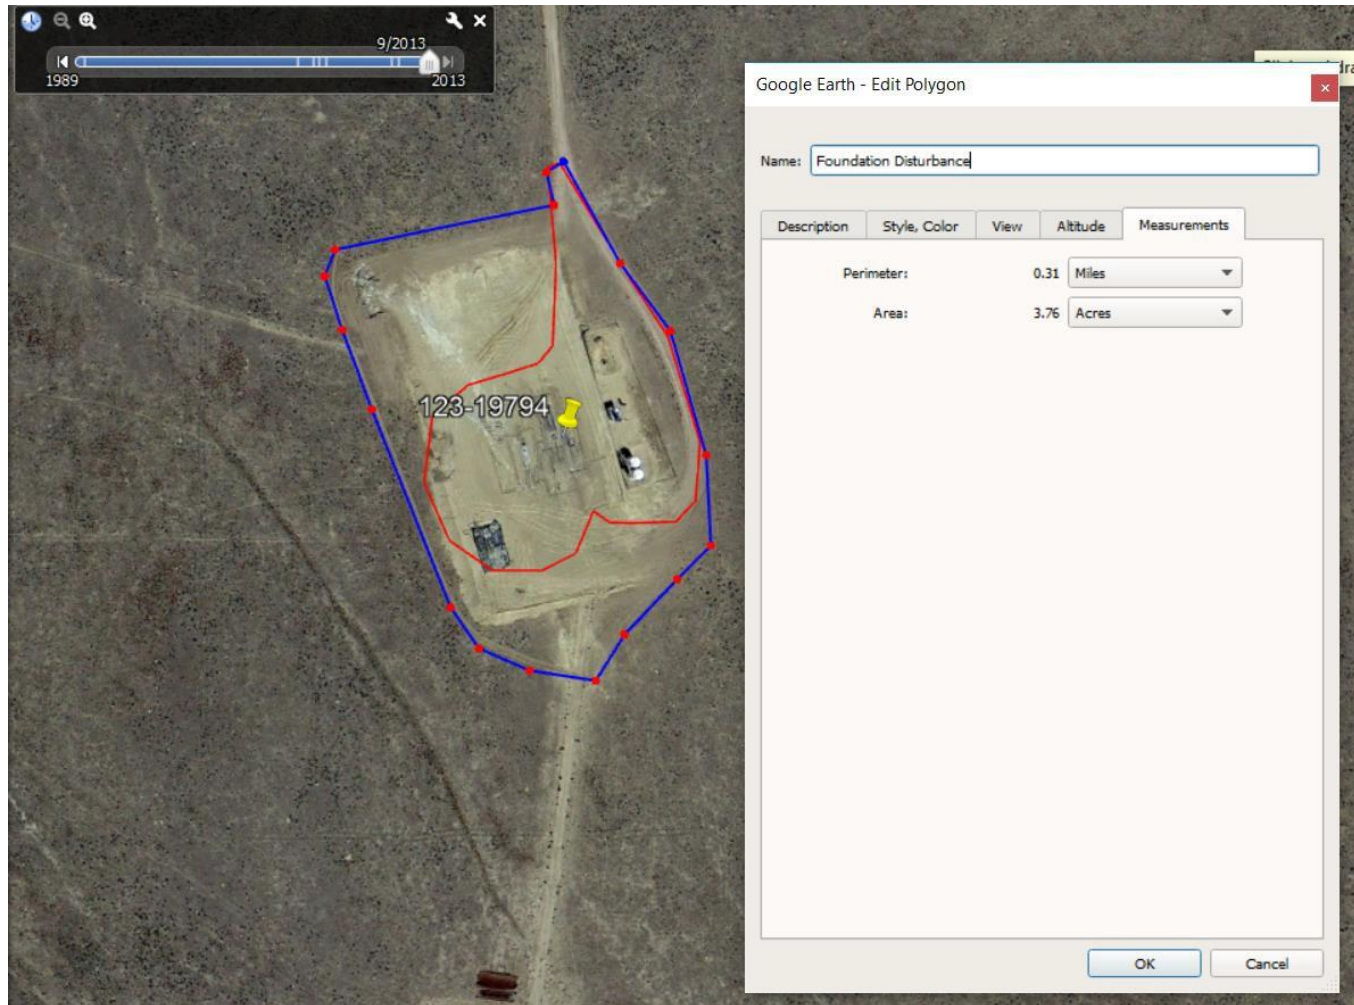 9/2013
1989
2013
Google Earth - Edit Polygon
Name: Foundation Disturbance
Description Style, Color View Altitude Measurements
Perimeter: 0.31 Miles
Area: 3.76 Acres
123-19794
OK Cancel